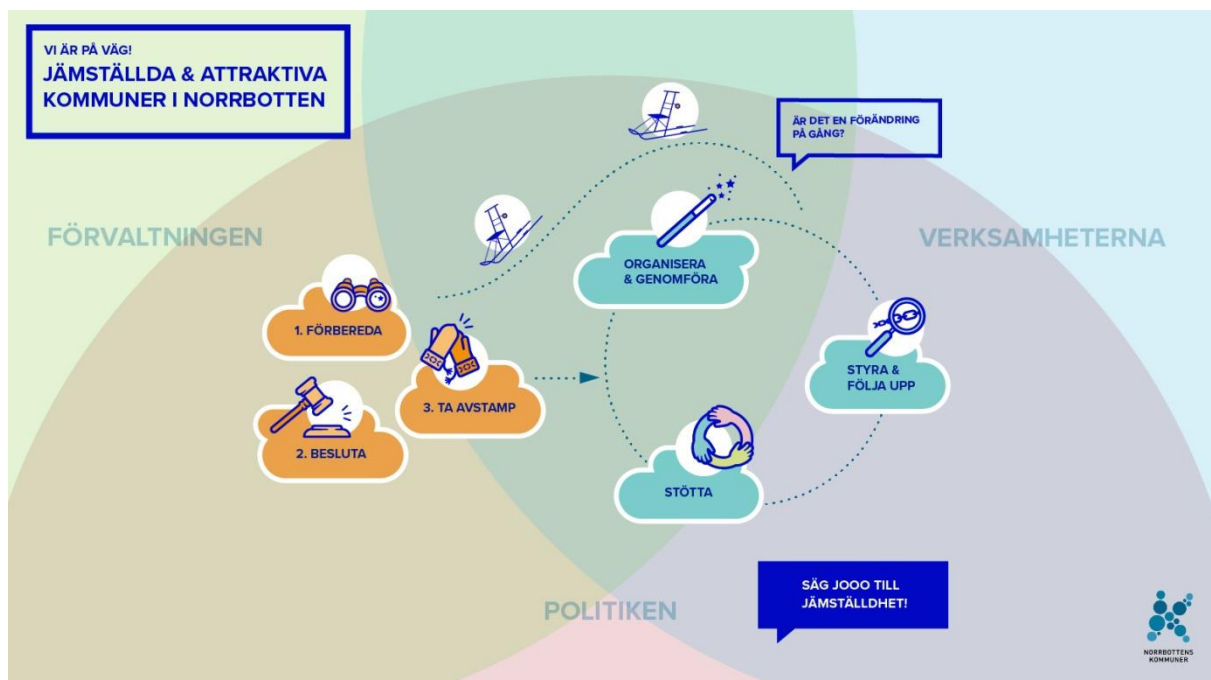 VI ÄR PÅ VÄG!
JÄMSTÄLLDA & ATTRAKTIVA
KOMMUNER I NORRBOTTEN
ÄR DET EN FÖRÄNDRING
PÅ GÅNG?
FÖRVALTNINGEN
VERKSAMHETERNA
ORGANISERA
& GENOMFÖRA
1. FÖRBEREDA
STYRA &
FÖLJA UPP
3. TA AVSTAMP
2. BESLUTA
STÖTTA
POLITIKEN
SÄG JOOO TILL
JÄMSTÄLLDHET!
NORRBOTTENS
KOMMUNER